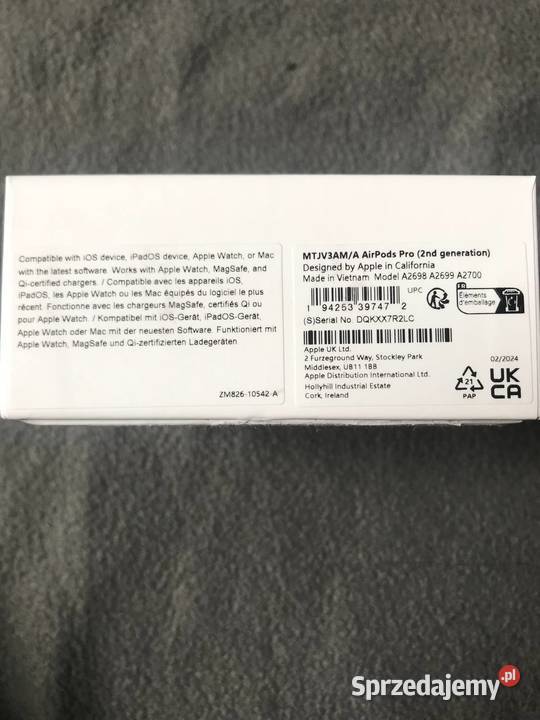 Compatible with iOS device, iPadOS device, Apple Watch, or Mac
with the latest software. Works with Apple Watch, MagSafe, and
Qi-certified chargers. / Compatible avec les appareils iOS,
iPadOS, les Apple Watch ou les Mac équipés du logiciel le plus
récent. Fonctionne avec les chargeurs MagSafe, certifiés Qi ou
pour Apple Watch. / Kompatibel mit iOS-Gerät, iPadOS-Gerät,
Apple Watch oder Mac mit der neuesten Software. Funktioniert mit
Apple Watch, MagSafe und Qi-zertifizierten Ladegeräten
ZM826-10542-A
MTJV3AM/A AirPods Pro (2nd generation)
Designed by Apple in California
Made in Vietnam Model A2698 A2699 A2700
UPC
1 94253 39747 2
Éléments
d'emballage
(S)Serial No. DQKXX7R2LC
Apple UK Ltd.
2 Furzeground Way, Stockley Park
Middlesex, UB11 1BB
Apple Distribution International Ltd.
Hollyhill Industrial Estate
Cork, Ireland
02/2024
21
PAP
UK
CA
Sprzedajemy.pl